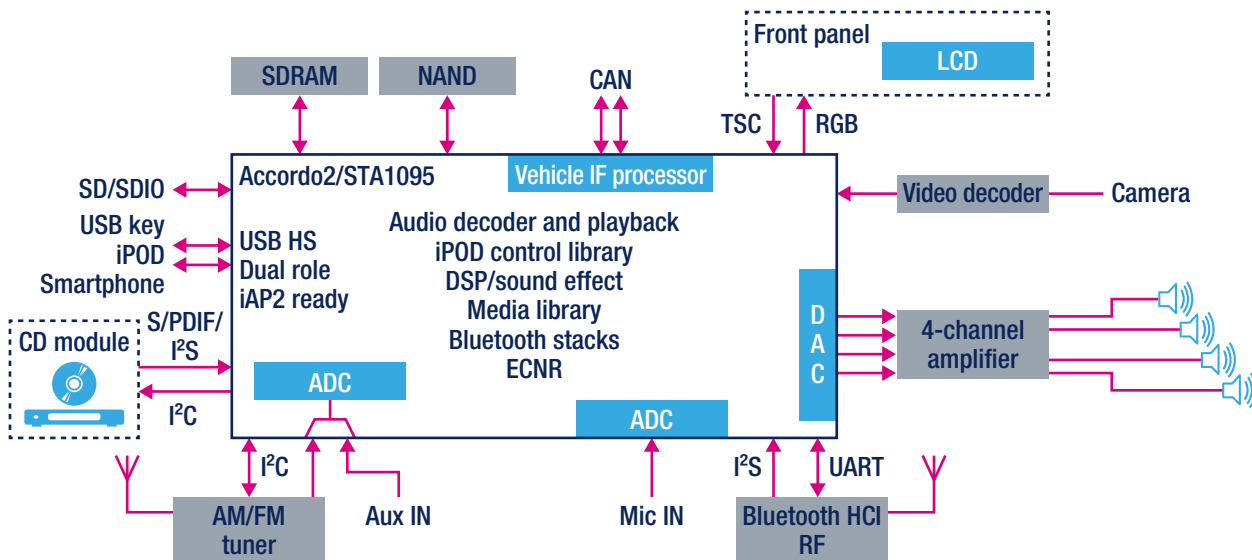 Front panel
LCD
SDRAM
NAND
CAN
TSC
RGB
Accordo2/STA1095
Vehicle IF processor
SD/SDIO
Video decoder
Camera
USB key
iPOD
Smartphone
USB HS
Dual role
iAP2 ready
Audio decoder and playback
iPOD control library
DSP/sound effect
Media library
Bluetooth stacks
ECNR
S/PDIF/
I²S
CD module
I²C
ADC
D
A
C
4-channel
amplifier
ADC
I²C
I²S
UART
AM/FM
tuner
Aux IN
Mic IN
Bluetooth HCI
RF